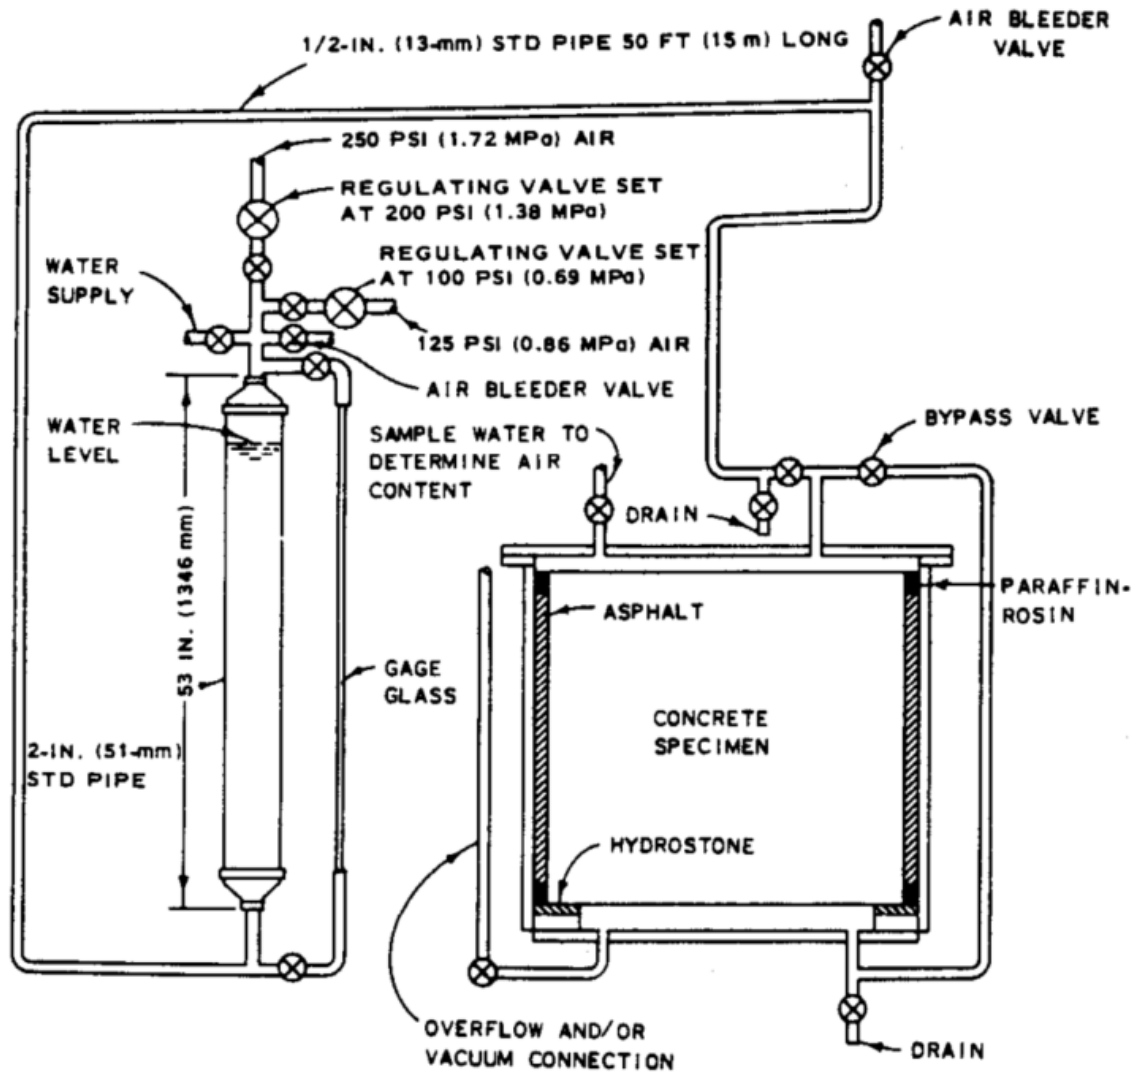 AIR BLEEDER
VALVE
1/2-IN. (13-mm) STD PIPE 50 FT (15 m) LONG
250 PSI (1.72 MPa) AIR
REGULATING VALVE SET
AT 200 PSI (1.38 MPa)
REGULATING VALVE SET
AT 100 PSI (0.69 MPa)
WATER
SUPPLY
125 PSI (0.86 MPa) AIR
AIR BLEEDER VALVE
WATER
LEVEL
SAMPLE WATER TO
DETERMINE AIR
CONTENT
BYPASS VALVE
DRAIN
53 IN. (1346 mm)
ASPHALT
PARAFFIN-
ROSIN
GAGE
GLASS
CONCRETE
SPECIMEN
2-IN. (51-mm)
STD PIPE
HYDROSTONE
OVERFLOW AND/OR
VACUUM CONNECTION
DRAIN